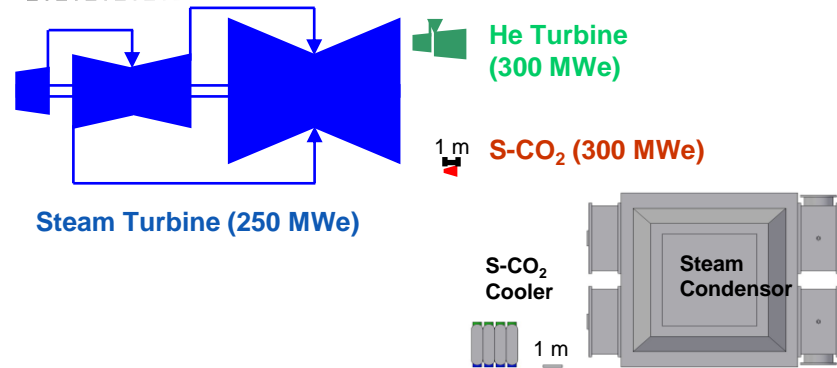 He Turbine
(300 MWe)
1 m
S-CO₂ (300 MWe)
Steam Turbine (250 MWe)
S-CO₂
Cooler
Steam
Condensor
1 m